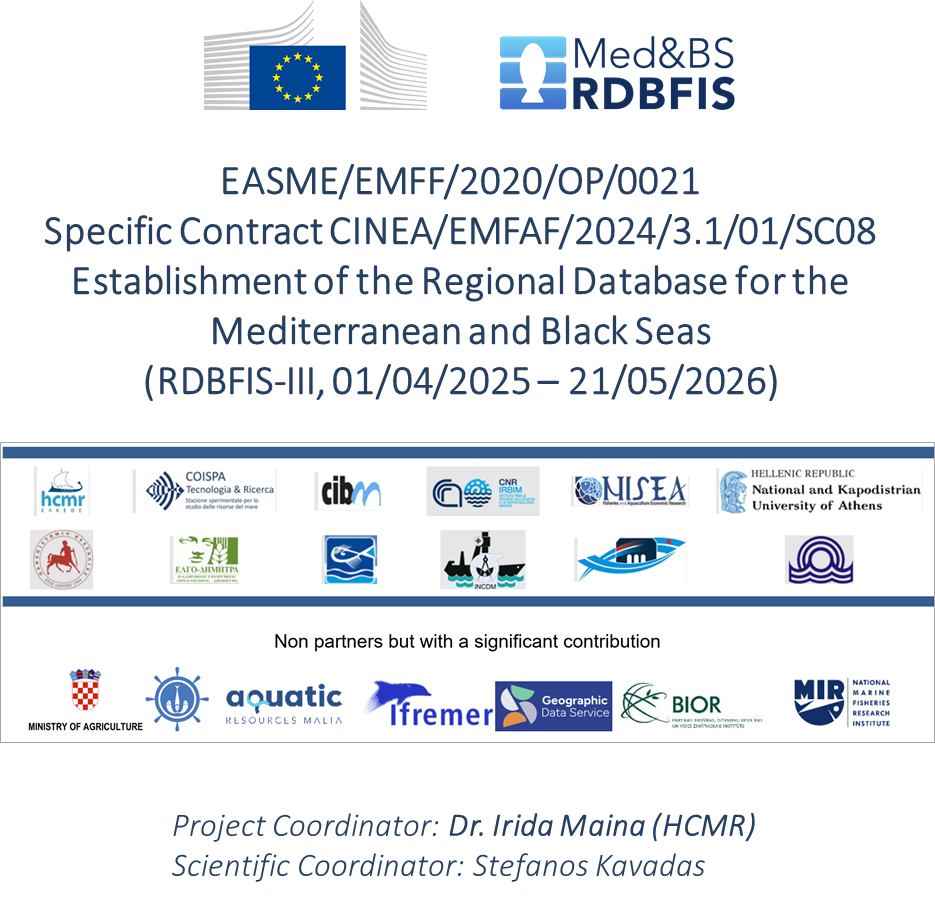 Med&BS
RDBFIS
EASME/EMFF/2020/OP/0021
Specific Contract CINEA/EMFAF/2024/3.1/01/SC08
Establishment of the Regional Database for the
Mediterranean and Black Seas
(RDBFIS-III, 01/04/2025 – 21/05/2026)
hcmr
ΕΛΚΕΘΕ
COISPA
Tecnologia & Ricerca
Stazione sperimentale per lo
studio delle risorse del mare
cibm
CNR
IRBIM
NISEA
Fisheries and Aquaculture Economic Research
HELLENIC REPUBLIC
National and Kapodistrian
University of Athens
ΕΛΓΟ-ΔΗΜΗΤΡΑ
ΕΛΛΗΝΙΚΟΣ ΓΕΩΡΓΙΚΟΣ
ΟΡΓΑΝΙΣΜΟΣ ΔΗΜΗΤΡΑ
INCDM
Non partners but with a significant contribution
MINISTRY OF AGRICULTURE
aquatic
RESOURCES MALTA
Ifremer
Geographic
Data Service
BIOR
MIR
NATIONAL
MARINE
FISHERIES
RESEARCH
INSTITUTE
Project Coordinator: Dr. Irida Maina (HCMR)
Scientific Coordinator: Stefanos Kavadas